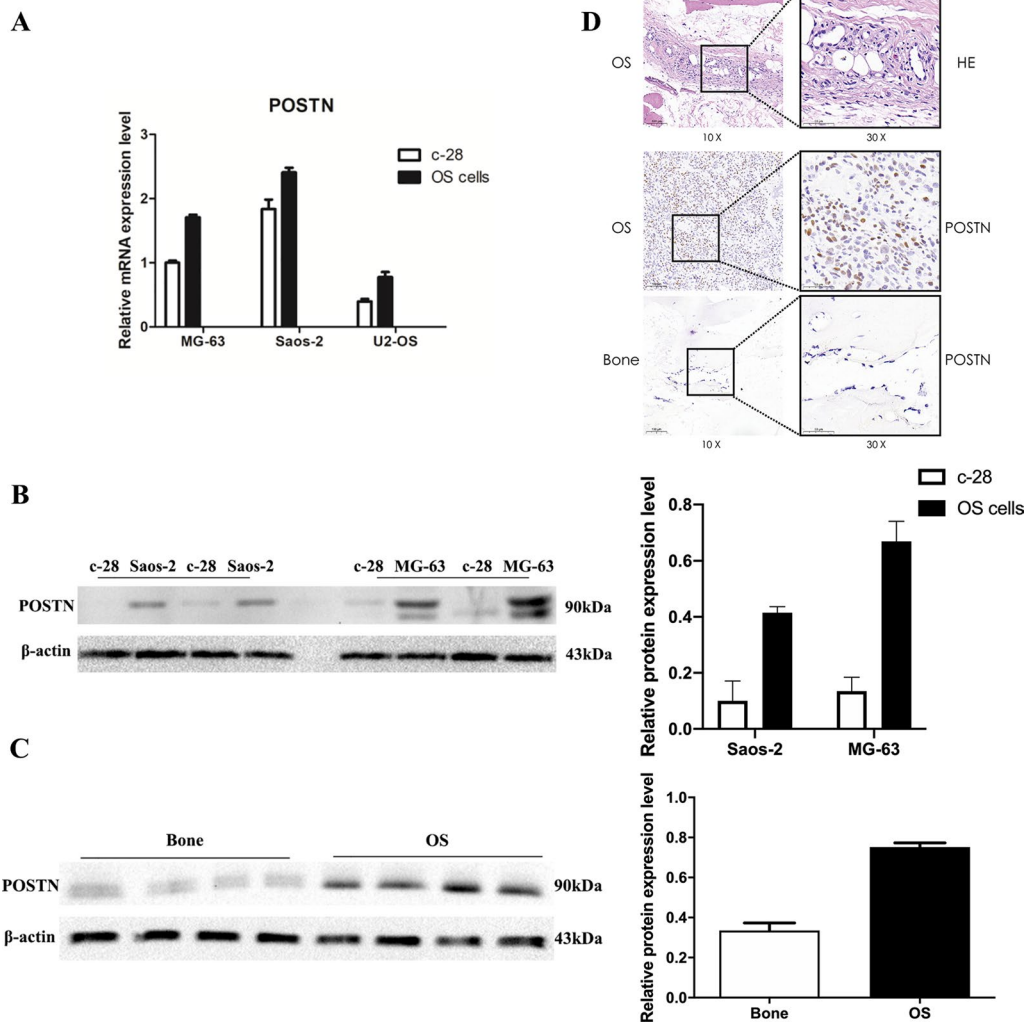 A
POSTN
Relative mRNA expression level
3
2
1
0
c-28
OS cells
MG-63 Saos-2 U2-OS
D
OS
HE
10 X 30 X
OS
POSTN
Bone
POSTN
10 X 30 X
B
c-28 Saos-2 c-28 Saos-2 c-28 MG-63 c-28 MG-63
POSTN 90kDa
β-actin 43kDa
c-28
OS cells
Relative protein expression level
0.8
0.6
0.4
0.2
0.0
Saos-2 MG-63
C
Bone OS
POSTN 90kDa
β-actin 43kDa
Relative protein expression level
1.0
0.8
0.6
0.4
0.2
0.0
Bone OS